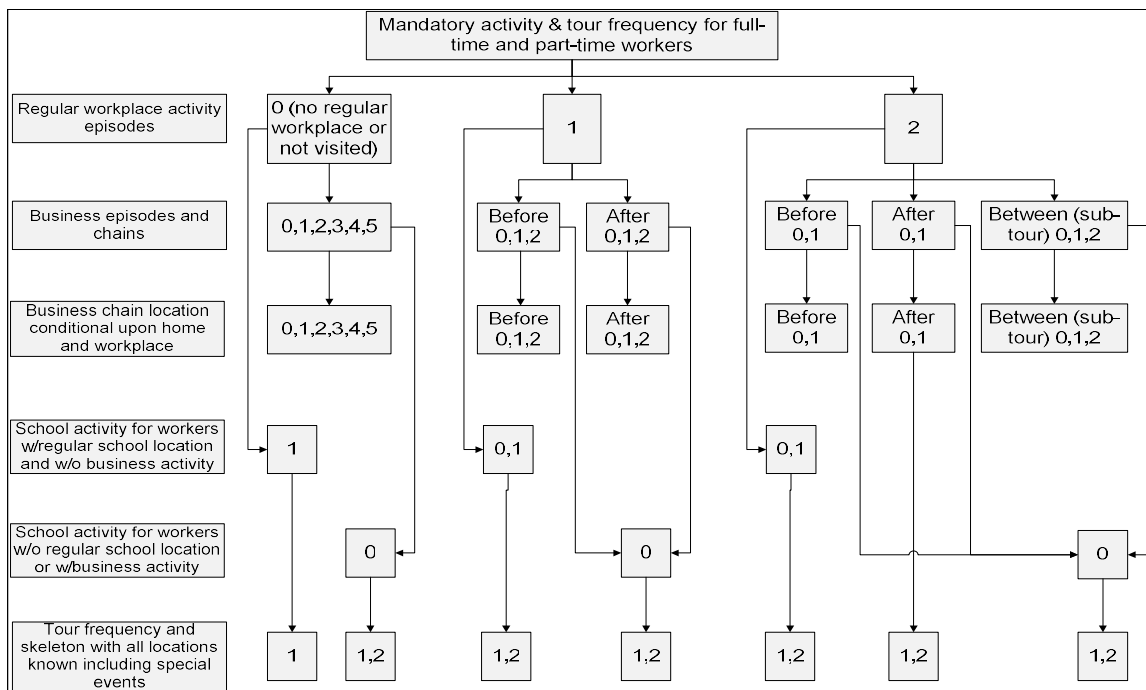 Mandatory activity & tour frequency for full-
time and part-time workers
Regular workplace activity
episodes
0 (no regular
workplace or
not visited)
1
2
Business episodes and
chains
0,1,2,3,4,5
Before
0,1,2
After
0,1,2
Before
0,1
After
0,1
Between (sub-
tour) 0,1,2
Business chain location
conditional upon home
and workplace
0,1,2,3,4,5
Before
0,1,2
After
0,1,2
Before
0,1
After
0,1
Between (sub-
tour) 0,1,2
School activity for workers
w/regular school location
and w/o business activity
1
0,1
0,1
School activity for workers
w/o regular school location
or w/business activity
0
0
0
Tour frequency and
skeleton with all locations
known including special
events
1
1,2
1,2
1,2
1,2
1,2
1,2